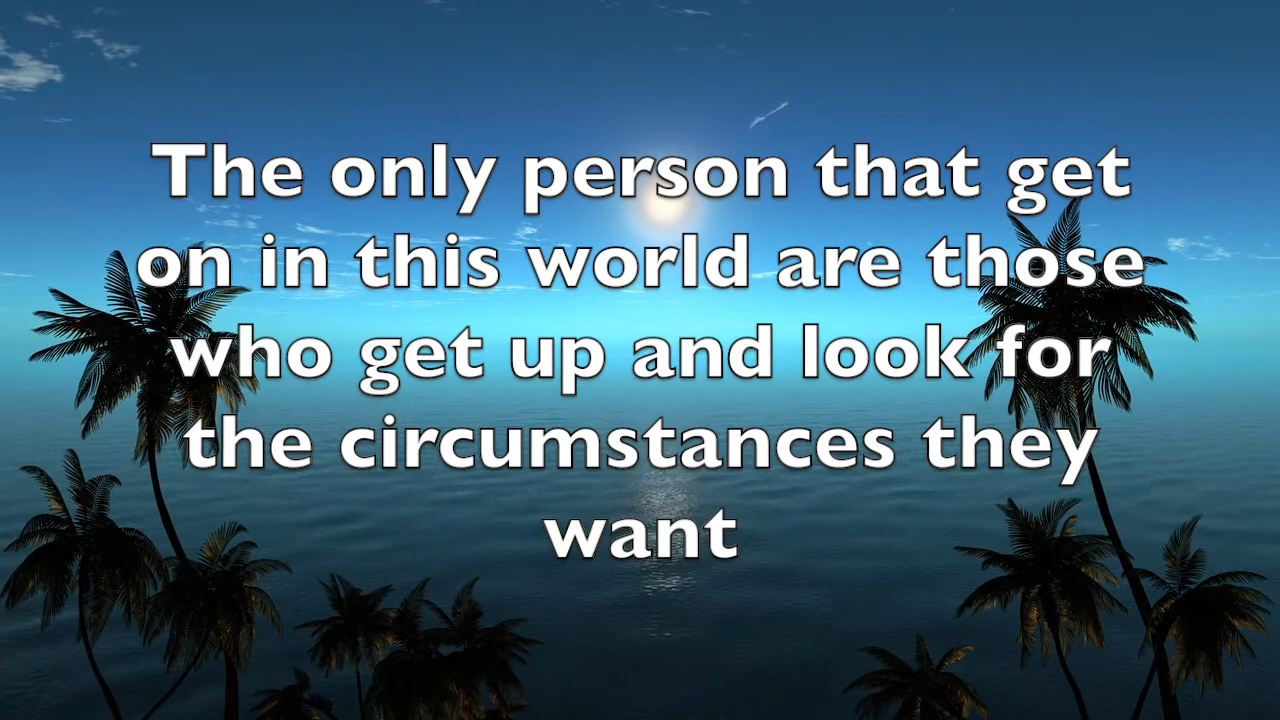 The only person that get
on in this world are those
who get up and look for
the circumstances they
want